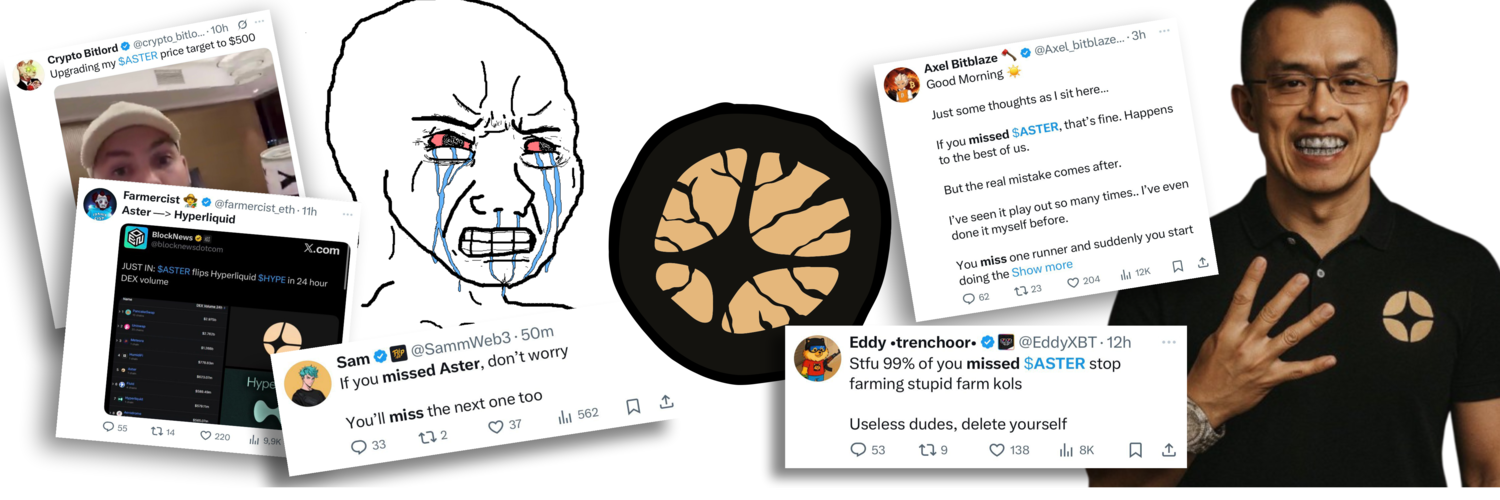 Crypto Bitlord @crypto_bitlo... · 10h
Upgrading my $ASTER price target to $500
Farmercist @farmercist_eth · 11h
Aster —> Hyperliquid
BlockNews
@blocknewsdotcom
X.com
JUST IN: $ASTER flips Hyperliquid $HYPE in 24 hour
DEX volume
Name
Hype
55 14 220 9,9K
Sam @SammWeb3 · 50m
If you missed Aster, don't worry
You'll miss the next one too
33 2 37 562
Axel Bitblaze @Axel_bitblaze... · 3h
Good Morning
Just some thoughts as I sit here...
If you missed $ASTER, that's fine. Happens
to the best of us.
But the real mistake comes after.
I've seen it play out so many times.. I've even
done it myself before.
You miss one runner and suddenly you start
doing the Show more
62 23 204 12K
Eddy •trenchoor• @EddyXBT · 12h
Stfu 99% of you missed $ASTER stop
farming stupid farm kols
Useless dudes, delete yourself
53 9 138 8K